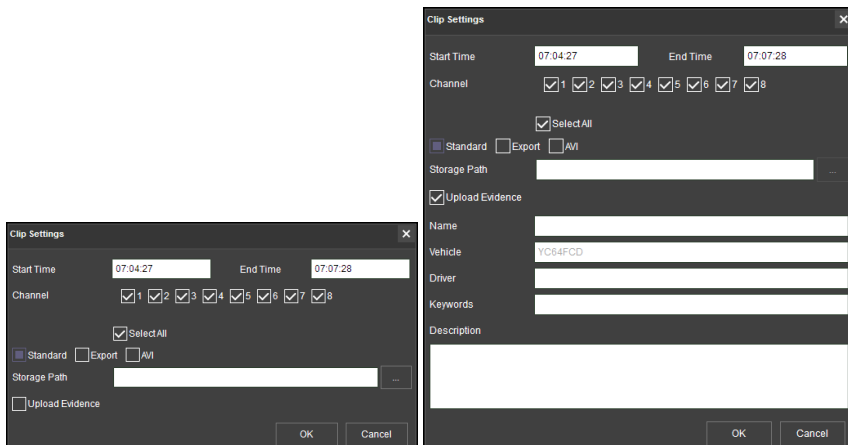 Clip Settings
Start Time 07:04:27 End Time 07:07:28
Channel 1 2 3 4 5 6 7 8
Select All
Standard Export AVI
Storage Path ...
Upload Evidence
OK Cancel
Clip Settings
Start Time 07:04:27 End Time 07:07:28
Channel 1 2 3 4 5 6 7 8
Select All
Standard Export AVI
Storage Path ...
Upload Evidence
Name
Vehicle YC64FCD
Driver
Keywords
Description
OK Cancel